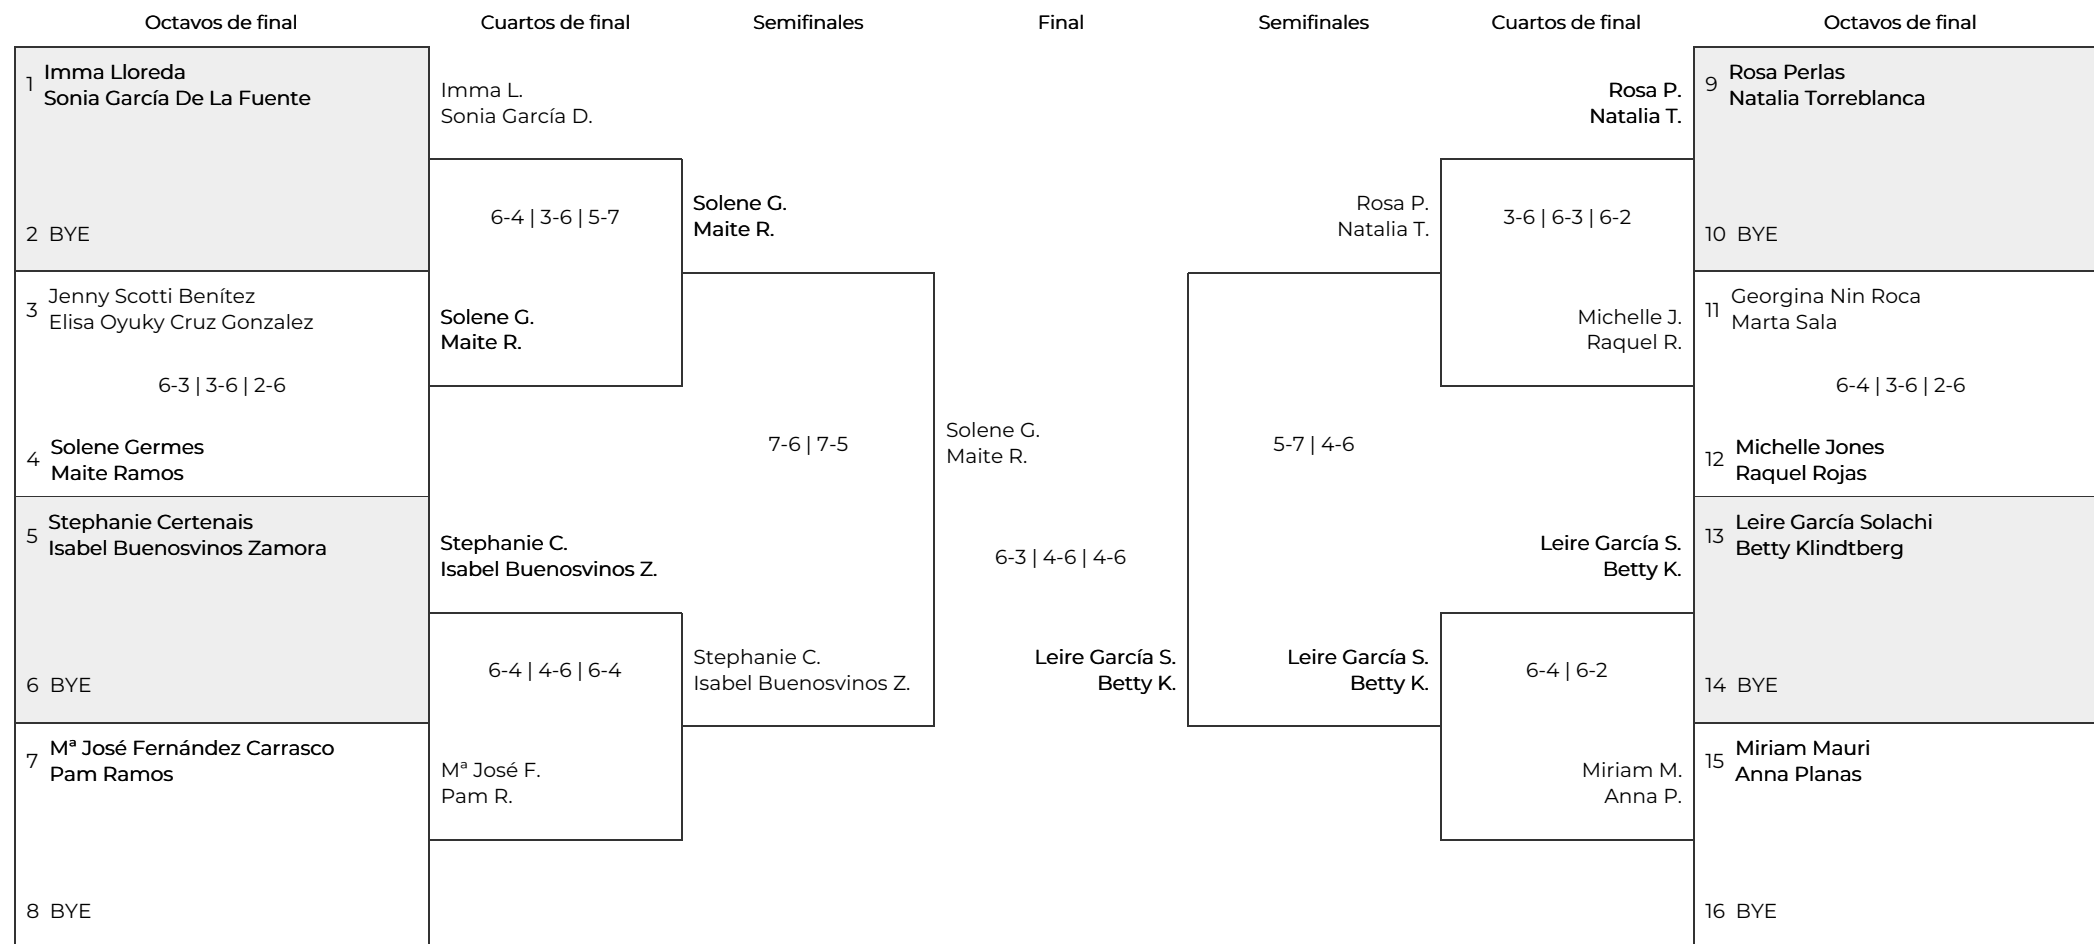 Octavos de final
Cuartos de final
Semifinales
Final
Semifinales
Cuartos de final
Octavos de final
1
Imma Lloreda
Sonia García De La Fuente
2 BYE
3
Jenny Scotti Benítez
Elisa Oyuky Cruz Gonzalez
6-3 | 3-6 | 2-6
4
Solene Germes
Maite Ramos
5
Stephanie Certenais
Isabel Buenosvinos Zamora
6 BYE
7
Mª José Fernández Carrasco
Pam Ramos
8 BYE
Imma L.
Sonia García D.
6-4 | 3-6 | 5-7
Solene G.
Maite R.
Stephanie C.
Isabel Buenosvinos Z.
6-4 | 4-6 | 6-4
Mª José F.
Pam R.
Solene G.
Maite R.
7-6 | 7-5
Stephanie C.
Isabel Buenosvinos Z.
Solene G.
Maite R.
6-3 | 4-6 | 4-6
Leire García S.
Betty K.
Rosa P.
Natalia T.
5-7 | 4-6
Leire García S.
Betty K.
Rosa P.
Natalia T.
3-6 | 6-3 | 6-2
Michelle J.
Raquel R.
Leire García S.
Betty K.
6-4 | 6-2
Miriam M.
Anna P.
9
Rosa Perlas
Natalia Torreblanca
10 BYE
11
Georgina Nin Roca
Marta Sala
6-4 | 3-6 | 2-6
12
Michelle Jones
Raquel Rojas
13
Leire García Solachi
Betty Klindtberg
14 BYE
15
Miriam Mauri
Anna Planas
16 BYE